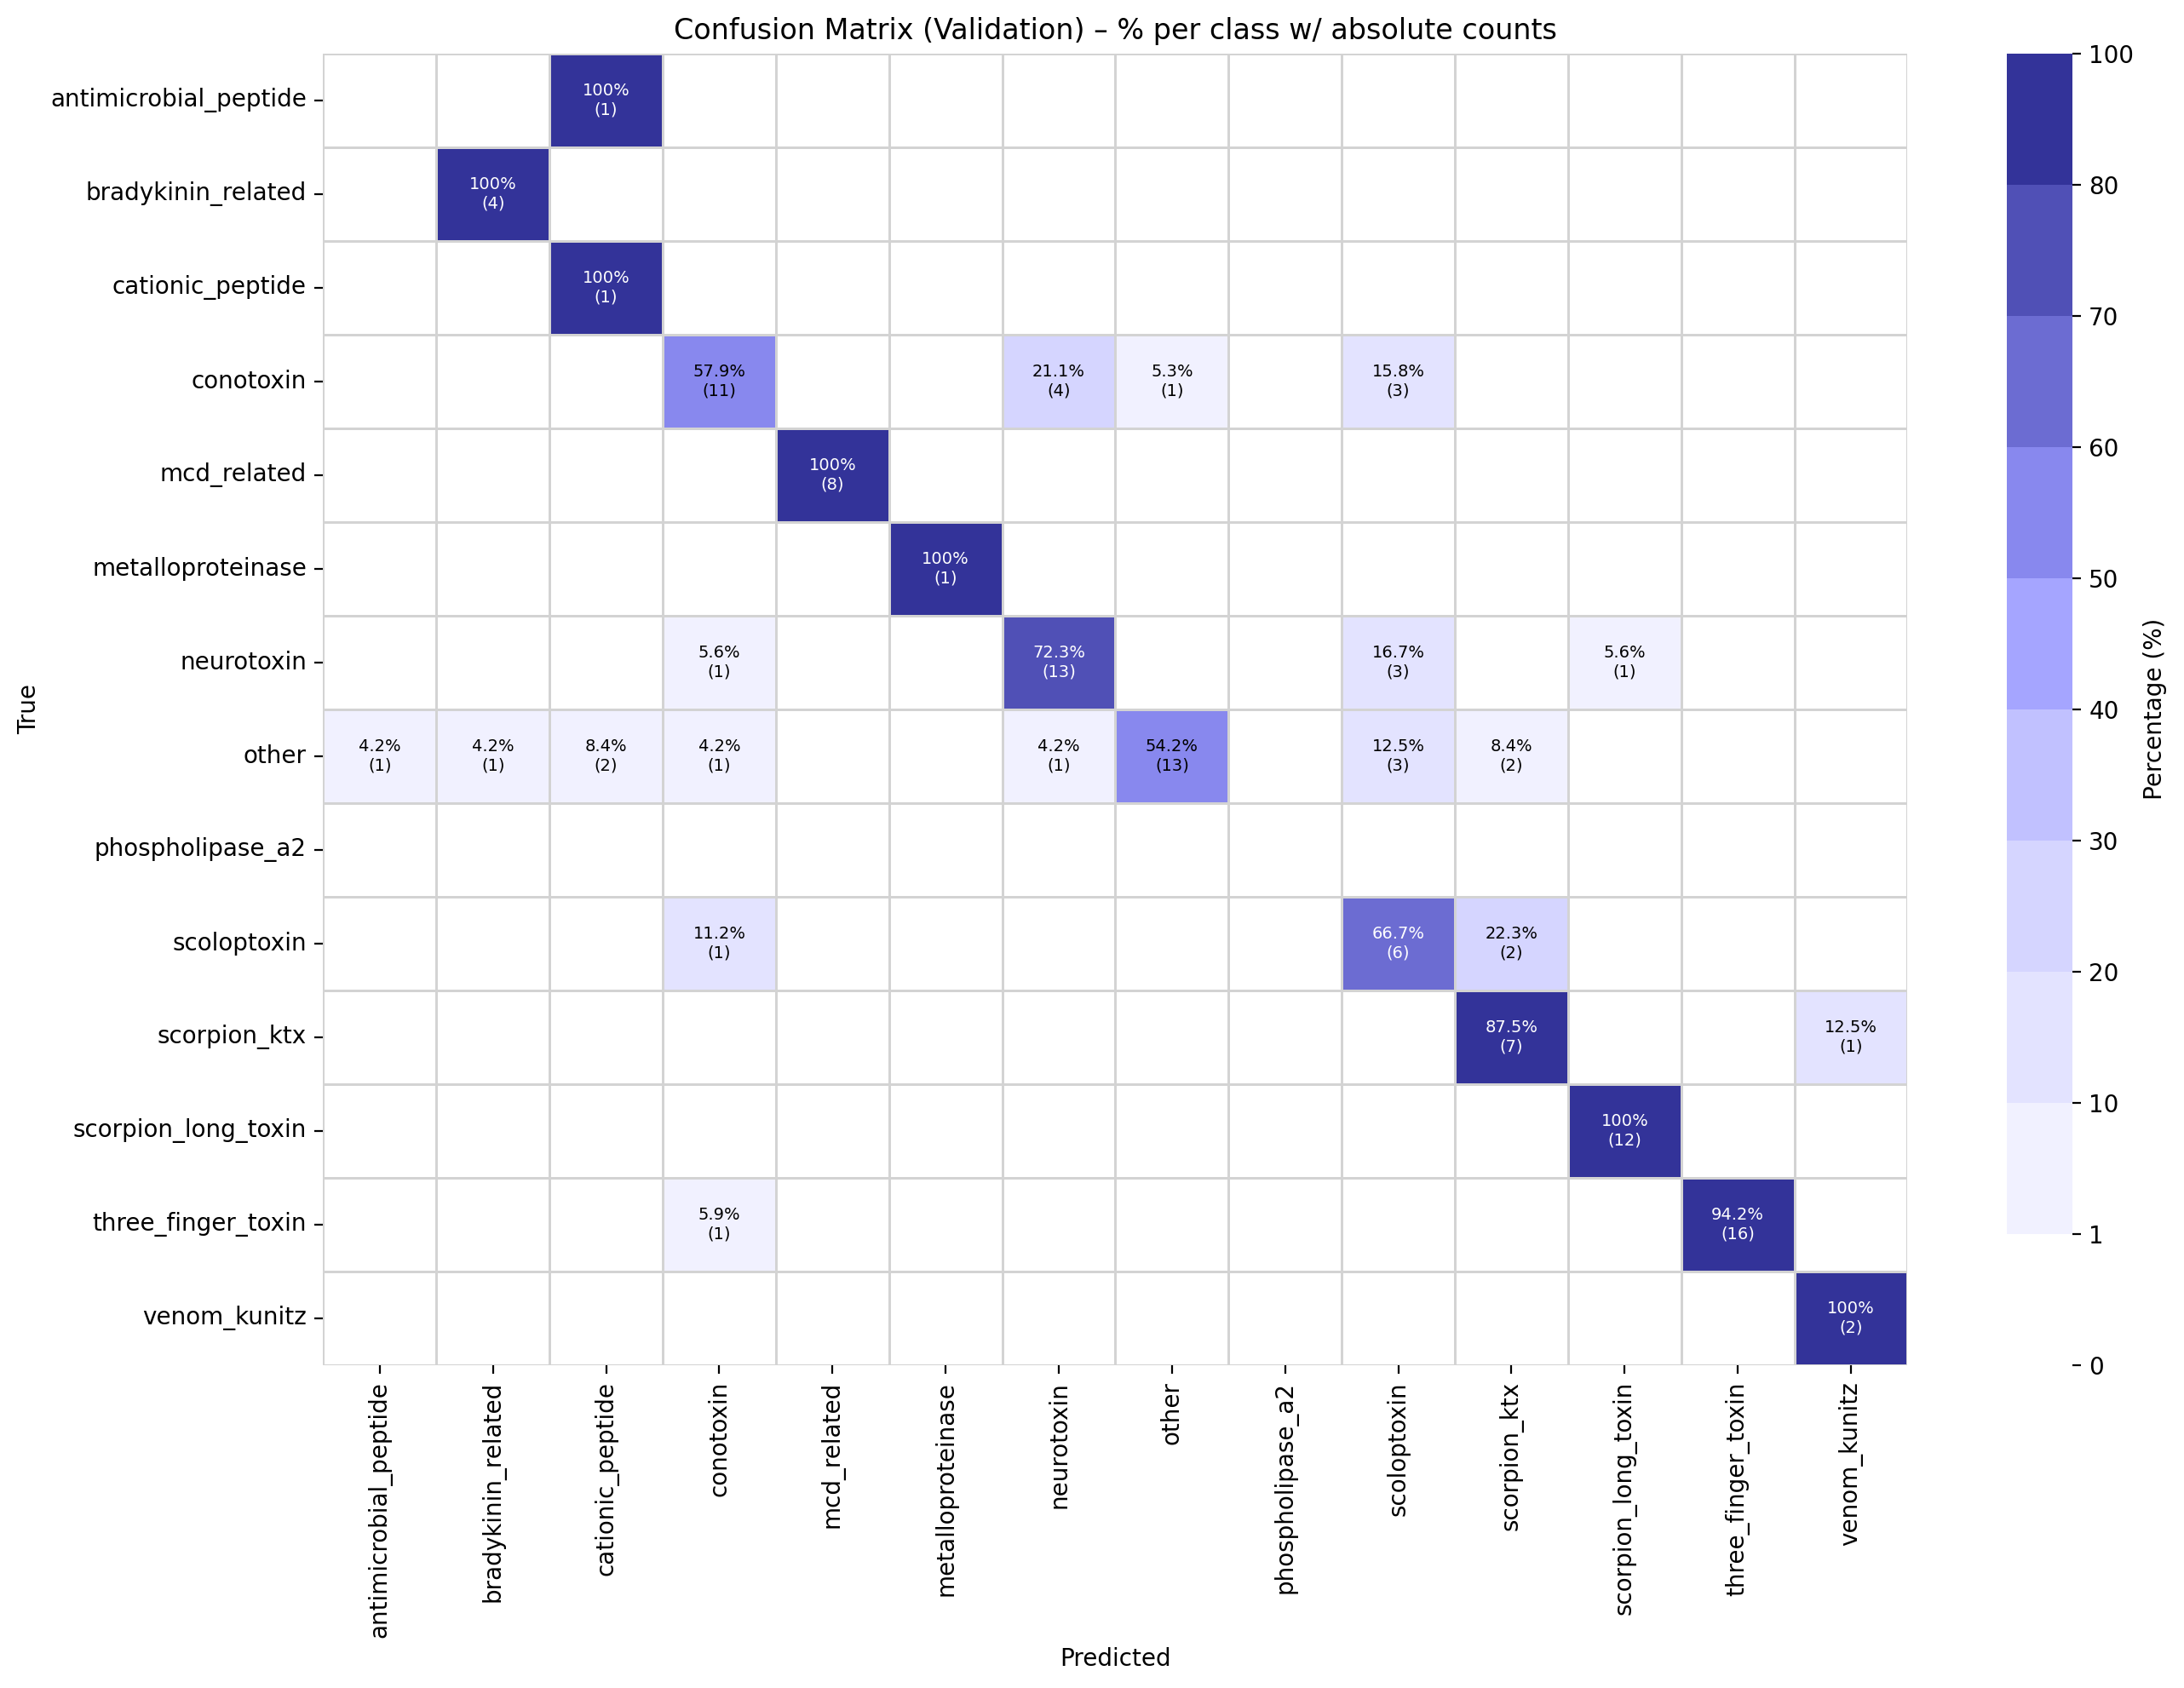 Confusion Matrix (Validation) – % per class w/ absolute counts
True
antimicrobial_peptide
100%
(1)
bradykinin_related
100%
(4)
cationic_peptide
100%
(1)
conotoxin
57.9%
(11)
21.1%
(4)
5.3%
(1)
15.8%
(3)
mcd_related
100%
(8)
metalloproteinase
100%
(1)
neurotoxin
5.6%
(1)
72.3%
(13)
16.7%
(3)
5.6%
(1)
other
4.2%
(1)
4.2%
(1)
8.4%
(2)
4.2%
(1)
4.2%
(1)
54.2%
(13)
12.5%
(3)
8.4%
(2)
phospholipase_a2
scoloptoxin
11.2%
(1)
66.7%
(6)
22.3%
(2)
scorpion_ktx
87.5%
(7)
12.5%
(1)
scorpion_long_toxin
100%
(12)
three_finger_toxin
5.9%
(1)
94.2%
(16)
venom_kunitz
100%
(2)
antimicrobial_peptide
bradykinin_related
cationic_peptide
conotoxin
mcd_related
metalloproteinase
neurotoxin
other
phospholipase_a2
scoloptoxin
scorpion_ktx
scorpion_long_toxin
three_finger_toxin
venom_kunitz
Predicted
100
80
70
60
50
40
30
20
10
1
0
Percentage (%)